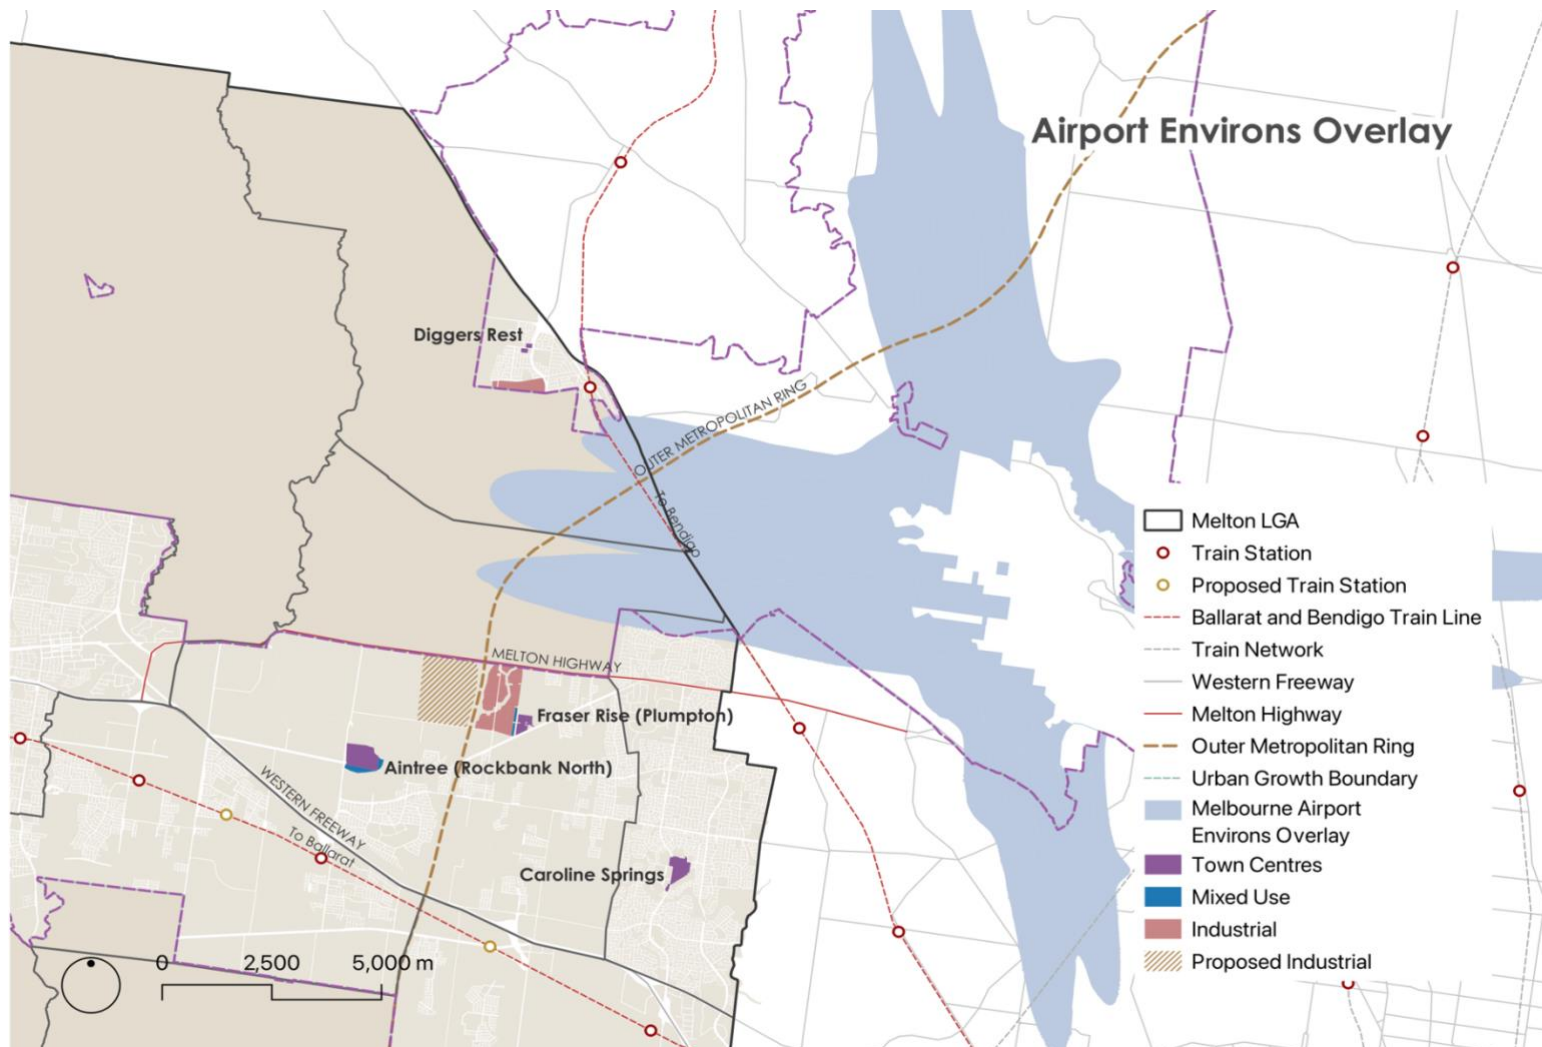 Airport Environs Overlay
Diggers Rest
OUTER METROPOLITAN RING
To Bendigo
MELTON HIGHWAY
Fraser Rise (Plumpton)
Aintree (Rockbank North)
WESTERN FREEWAY
To Ballarat
Caroline Springs
0 2,500 5,000 m
Melton LGA
Train Station
Proposed Train Station
Ballarat and Bendigo Train Line
Train Network
Western Freeway
Melton Highway
Outer Metropolitan Ring
Urban Growth Boundary
Melbourne Airport
Environs Overlay
Town Centres
Mixed Use
Industrial
Proposed Industrial